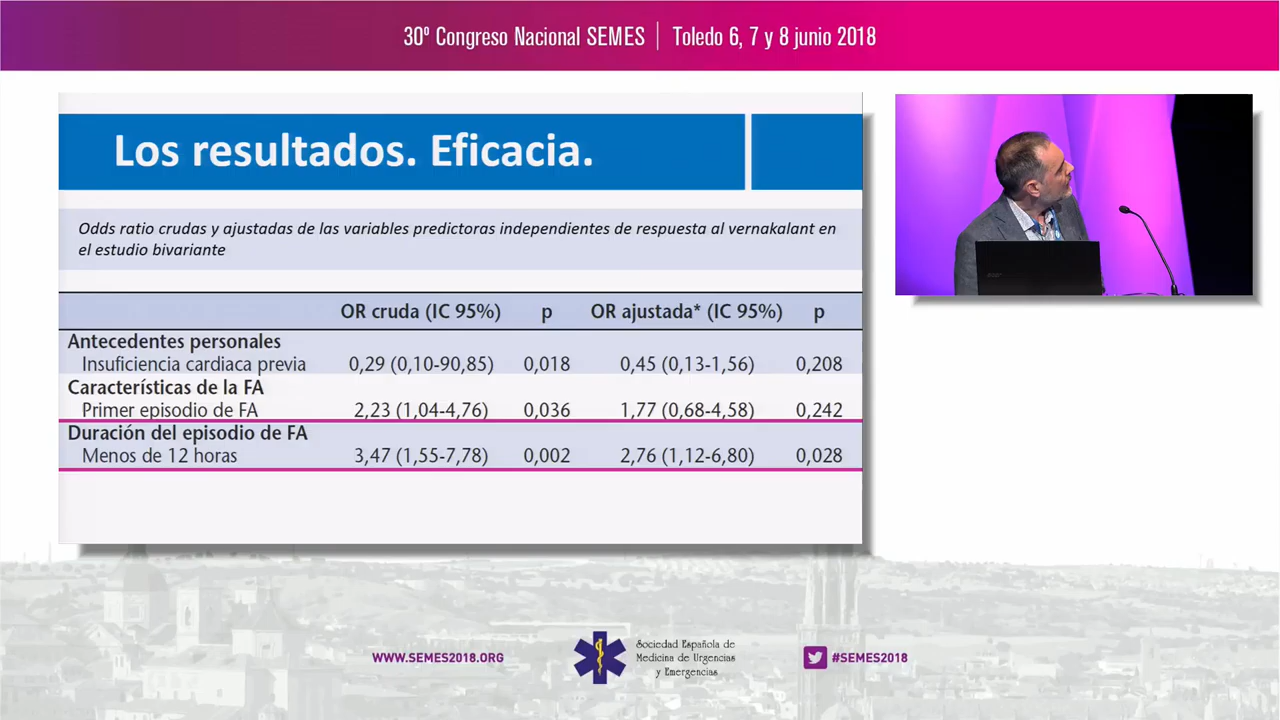 30º Congreso Nacional SEMES | Toledo 6, 7 y 8 junio 2018
Los resultados. Eficacia.
Odds ratio crudas y ajustadas de las variables predictoras independientes de respuesta al vernakalant en
el estudio bivariante
OR cruda (IC 95%) p OR ajustada* (IC 95%) p
Antecedentes personales
Insuficiencia cardiaca previa 0,29 (0,10-90,85) 0,018 0,45 (0,13-1,56) 0,208
Características de la FA
Primer episodio de FA 2,23 (1,04-4,76) 0,036 1,77 (0,68-4,58) 0,242
Duración del episodio de FA
Menos de 12 horas 3,47 (1,55-7,78) 0,002 2,76 (1,12-6,80) 0,028
WWW.SEMES2018.ORG
Sociedad Española de
Medicina de Urgencias
y Emergencias
#SEMES2018